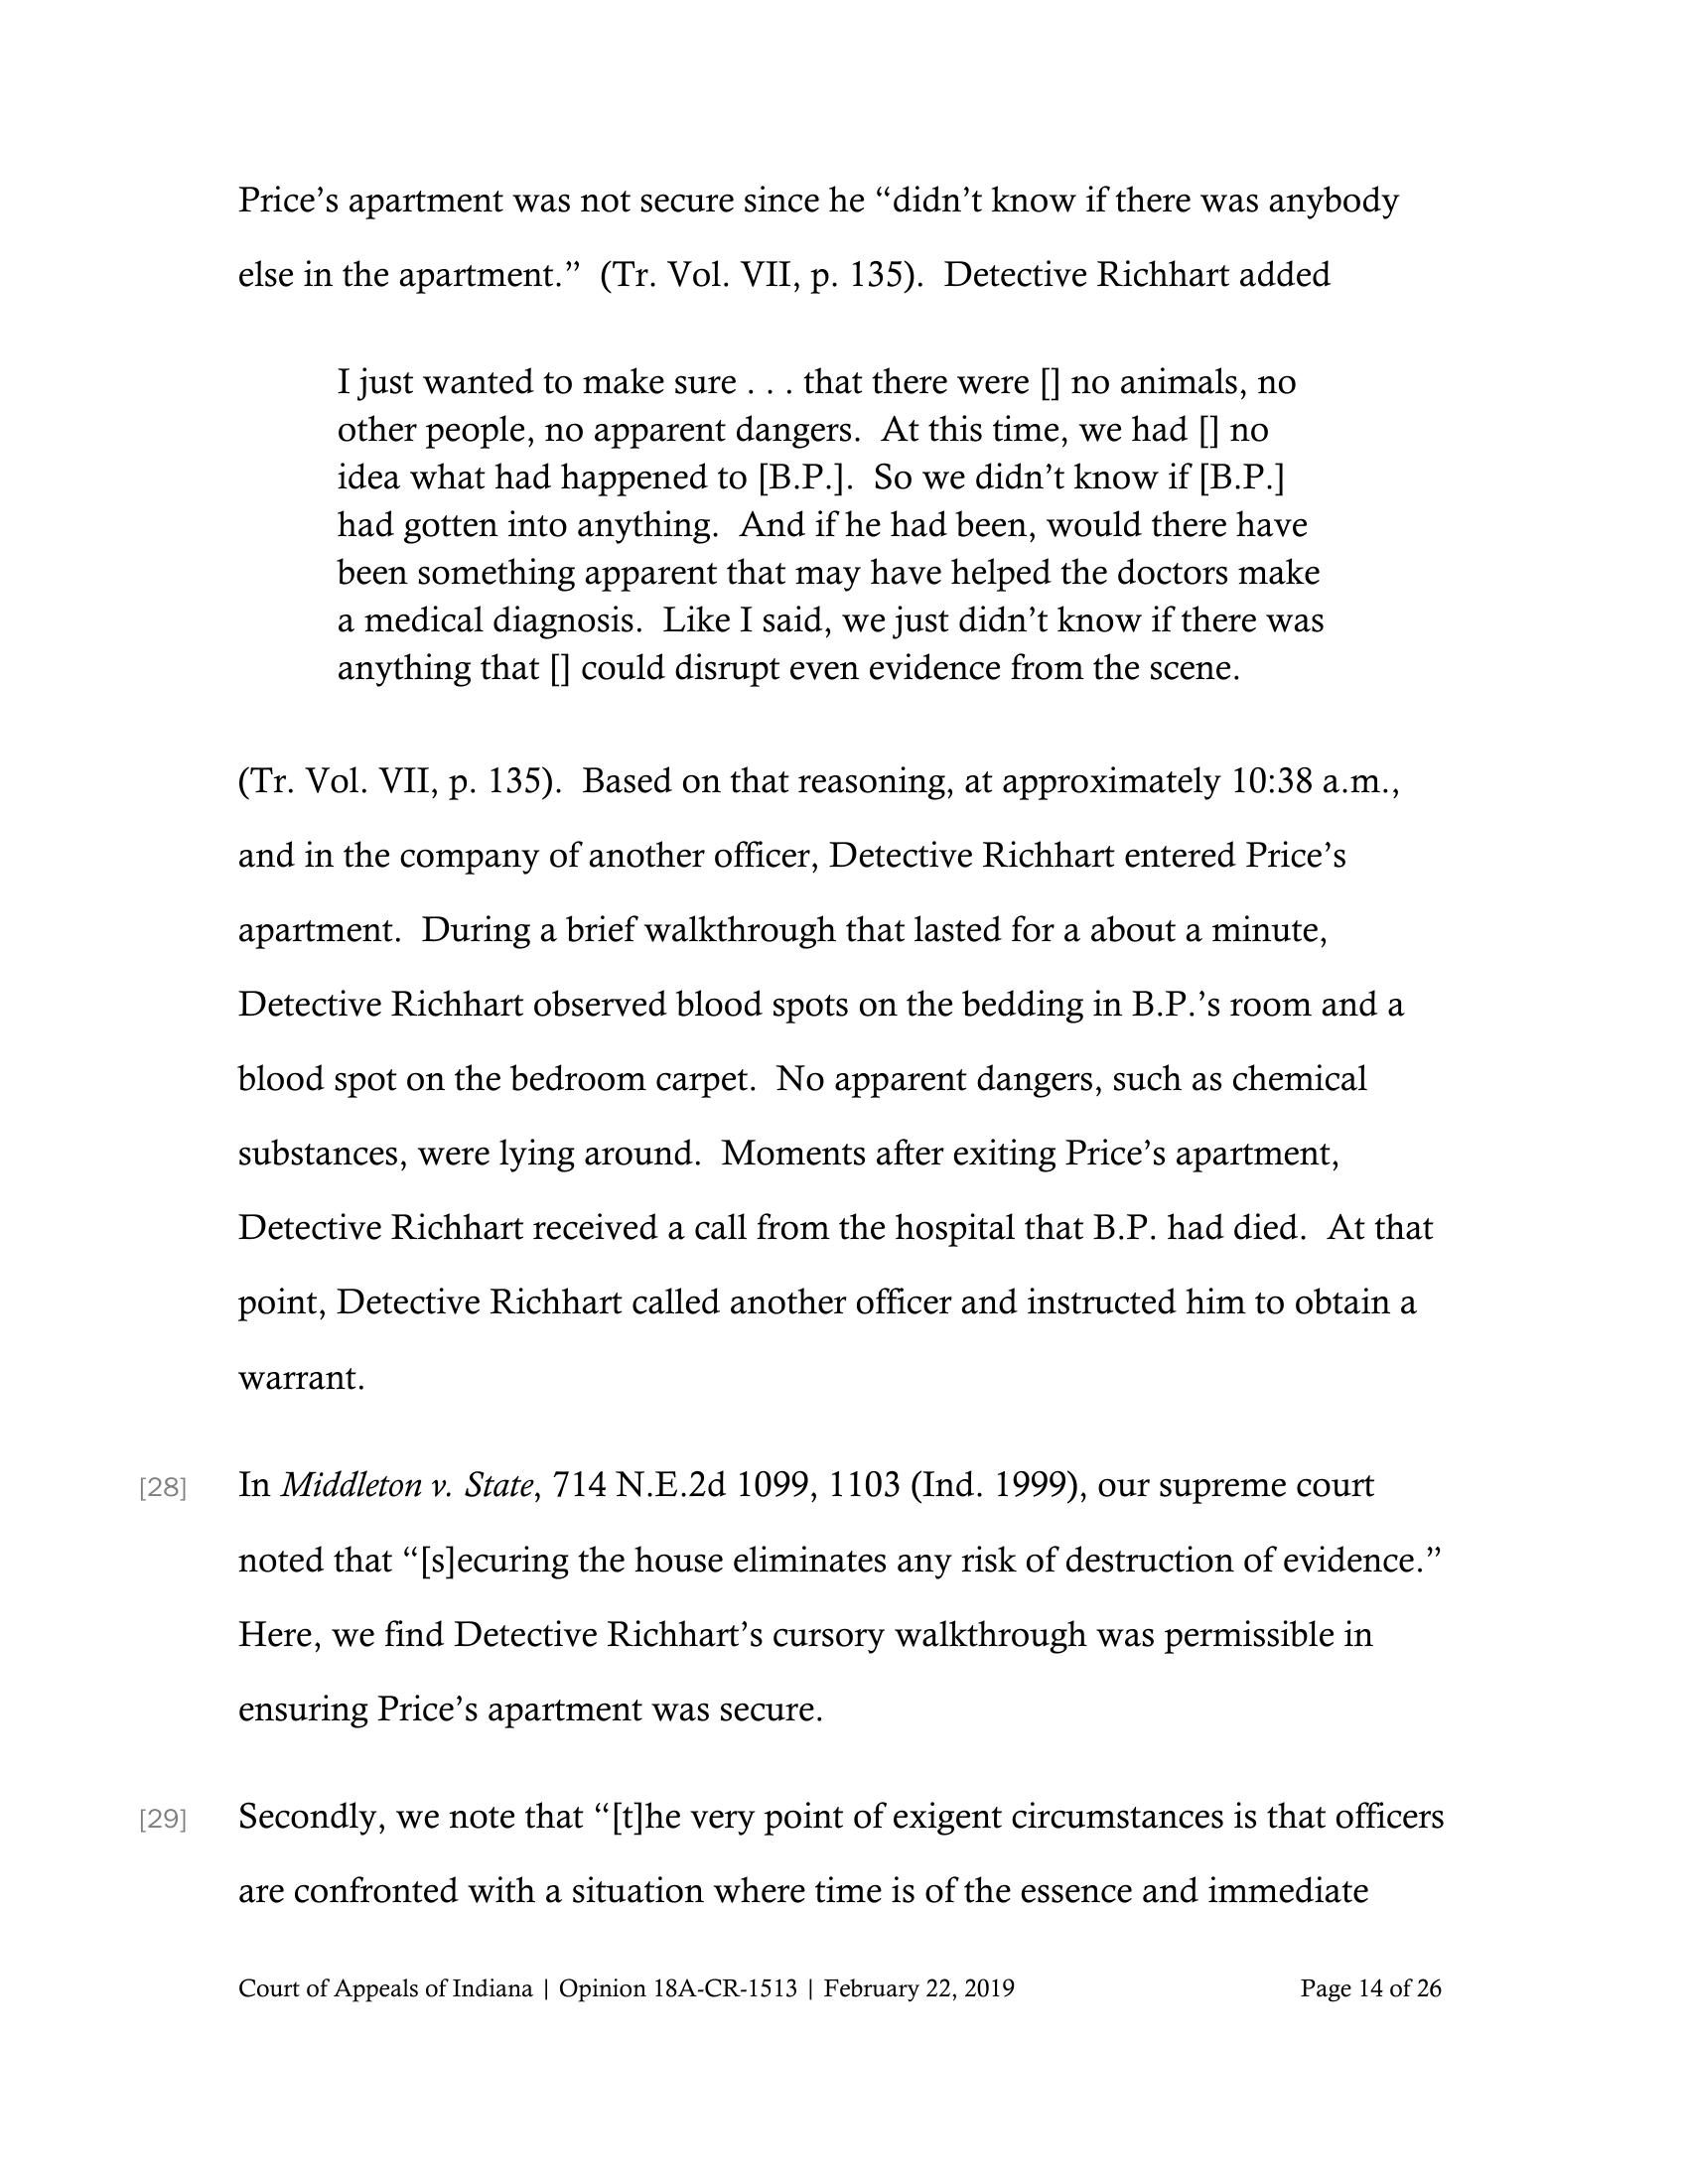 Price’s apartment was not secure since he “didn’t know if there was anybody
else in the apartment.”  (Tr. Vol. VII, p. 135).  Detective Richhart added
I just wanted to make sure . . . that there were [] no animals, no
other people, no apparent dangers.  At this time, we had [] no
idea what had happened to [B.P.].  So we didn’t know if [B.P.]
had gotten into anything.  And if he had been, would there have
been something apparent that may have helped the doctors make
a medical diagnosis.  Like I said, we just didn’t know if there was
anything that [] could disrupt even evidence from the scene.
(Tr. Vol. VII, p. 135).  Based on that reasoning, at approximately 10:38 a.m.,
and in the company of another officer, Detective Richhart entered Price’s
apartment.  During a brief walkthrough that lasted for a about a minute,
Detective Richhart observed blood spots on the bedding in B.P.’s room and a
blood spot on the bedroom carpet.  No apparent dangers, such as chemical
substances, were lying around.  Moments after exiting Price’s apartment,
Detective Richhart received a call from the hospital that B.P. had died.  At that
point, Detective Richhart called another officer and instructed him to obtain a
warrant.
[28] In Middleton v. State, 714 N.E.2d 1099, 1103 (Ind. 1999), our supreme court
noted that “[s]ecuring the house eliminates any risk of destruction of evidence.”
Here, we find Detective Richhart’s cursory walkthrough was permissible in
ensuring Price’s apartment was secure.
[29] Secondly, we note that “[t]he very point of exigent circumstances is that officers
are confronted with a situation where time is of the essence and immediate
Court of Appeals of Indiana | Opinion 18A-CR-1513 | February 22, 2019 Page 14 of 26